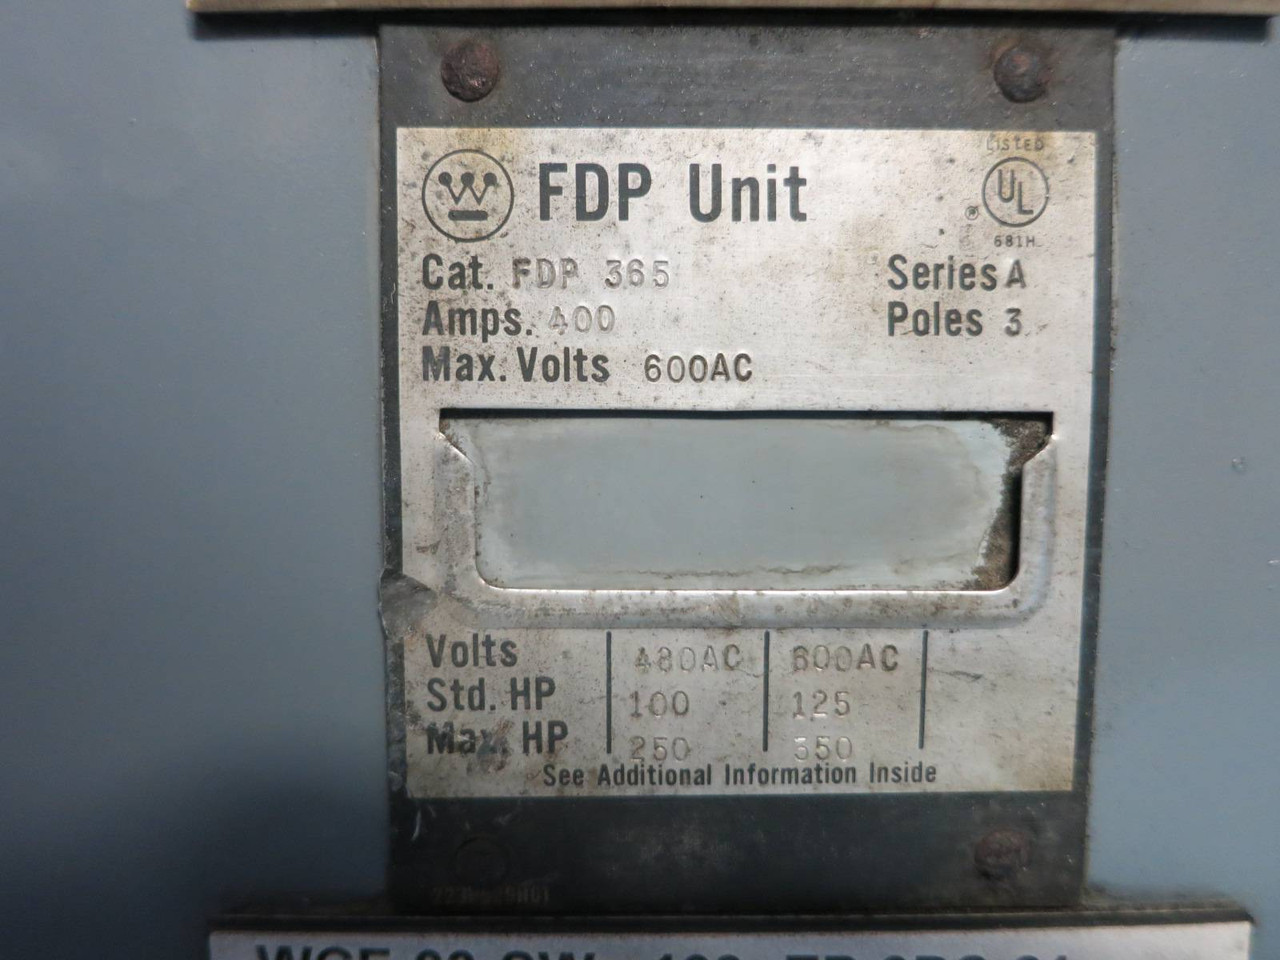 FDP Unit
LISTED
UL
®
681H
Cat. FDP 365
Series A
Amps. 400
Poles 3
Max. Volts 600AC
Volts 480AC 600AC
Std. HP 100 125
Max. HP 250 350
See Additional Information Inside